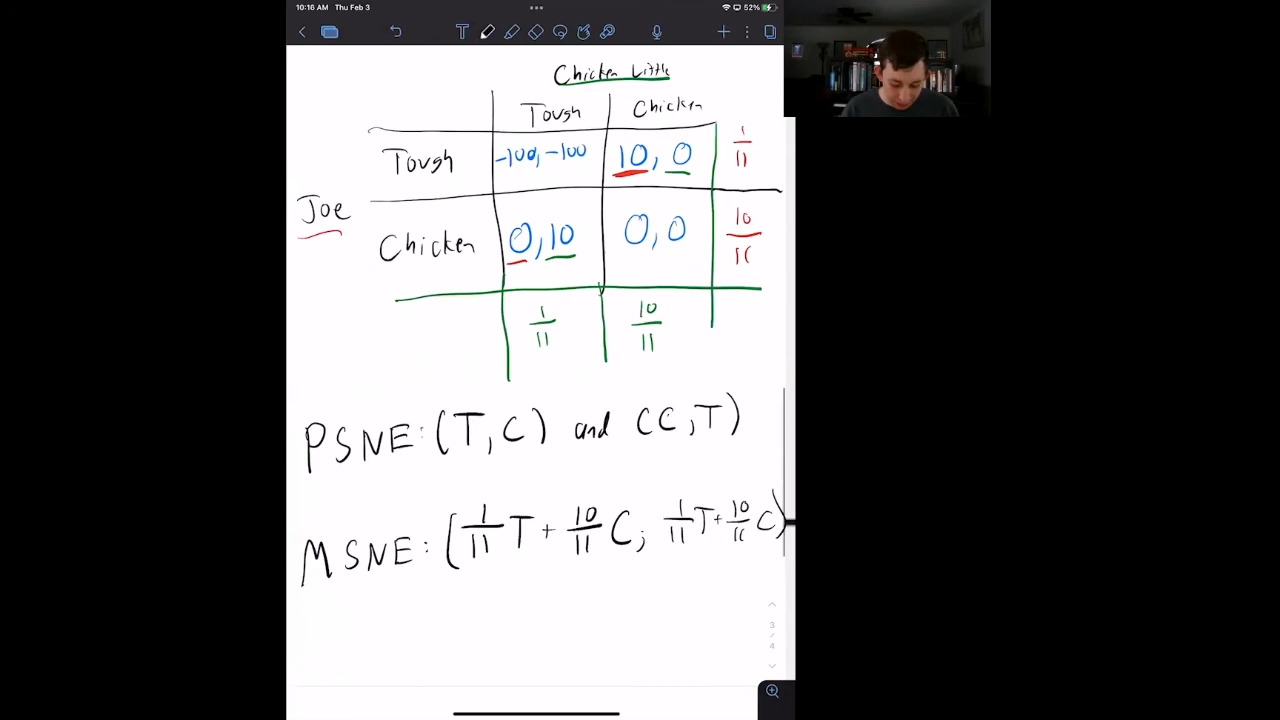 10:16 AM Thu Feb 3
52%
Chicken Little
Tough Chicken
Tough -100, -100 10, 0 1/11
Joe
Chicken 0, 10 0, 0 10/11
1/11 10/11
PSNE: (T, C) and (C, T)
MSNE: (1/11 T + 10/11 C; 1/11 T + 10/11 C)
3
/
4